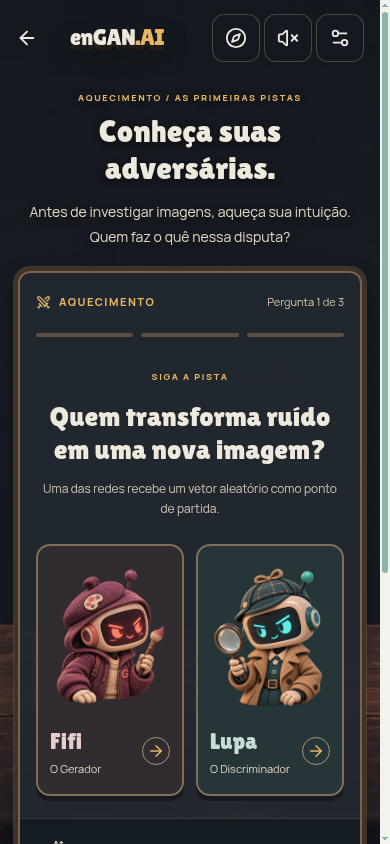 enGAN.AI
AQUECIMENTO / AS PRIMEIRAS PISTAS
Conheça suas
adversárias.
Antes de investigar imagens, aqueça sua intuição.
Quem faz o quê nessa disputa?
AQUECIMENTO
Pergunta 1 de 3
SIGA A PISTA
Quem transforma ruído
em uma nova imagem?
Uma das redes recebe um vetor aleatório como ponto
de partida.
G
Fifi
O Gerador
Lupa
O Discriminador